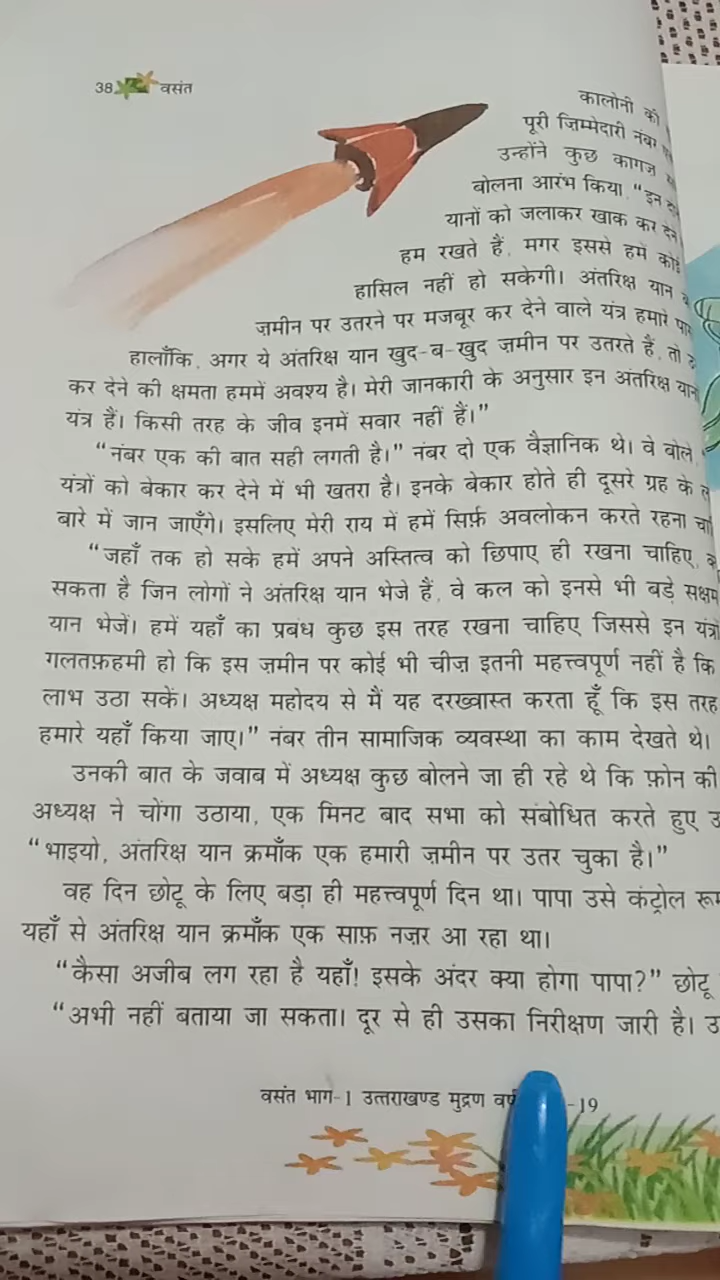 38 वसंत
कालोनी की
पूरी ज़िम्मेदारी नंबर
उन्होंने कुछ कागज़
बोलना आरंभ किया, “इन
यानों को जलाकर खाक कर देने
हम रखते हैं, मगर इससे हमें कोई
हासिल नहीं हो सकेगी। अंतरिक्ष यान
ज़मीन पर उतरने पर मजबूर कर देने वाले यंत्र हमारे
हालाँकि, अगर ये अंतरिक्ष यान खुद-ब-खुद ज़मीन पर उतरते हैं, तो
कर देने की क्षमता हममें अवश्य है। मेरी जानकारी के अनुसार इन अंतरिक्ष
यंत्र हैं। किसी तरह के जीव इनमें सवार नहीं हैं।”
“नंबर एक की बात सही लगती है।” नंबर दो एक वैज्ञानिक थे। वे बोले,
यंत्रों को बेकार कर देने में भी खतरा है। इनके बेकार होते ही दूसरे ग्रह के
बारे में जान जाएँगे। इसलिए मेरी राय में हमें सिर्फ़ अवलोकन करते रहना
“जहाँ तक हो सके हमें अपने अस्तित्व को छिपाए ही रखना चाहिए,
सकता है जिन लोगों ने अंतरिक्ष यान भेजे हैं, वे कल को इनसे भी बड़े सक्षम
यान भेजें। हमें यहाँ का प्रबंध कुछ इस तरह रखना चाहिए जिससे इन यंत्रों
गलतफ़हमी हो कि इस ज़मीन पर कोई भी चीज़ इतनी महत्त्वपूर्ण नहीं है कि
लाभ उठा सकें। अध्यक्ष महोदय से मैं यह दरख्वास्त करता हूँ कि इस तरह
हमारे यहाँ किया जाए।” नंबर तीन सामाजिक व्यवस्था का काम देखते थे।
उनकी बात के जवाब में अध्यक्ष कुछ बोलने जा ही रहे थे कि फ़ोन की
अध्यक्ष ने चोंगा उठाया, एक मिनट बाद सभा को संबोधित करते हुए
“भाइयो, अंतरिक्ष यान क्रमाँक एक हमारी ज़मीन पर उतर चुका है।”
वह दिन छोटू के लिए बड़ा ही महत्त्वपूर्ण दिन था। पापा उसे कंट्रोल रूम
यहाँ से अंतरिक्ष यान क्रमाँक एक साफ़ नज़र आ रहा था।
“कैसा अजीब लग रहा है यहाँ! इसके अंदर क्या होगा पापा?” छोटू
“अभी नहीं बताया जा सकता। दूर से ही उसका निरीक्षण जारी है।
वसंत भाग-1 उत्तराखण्ड मुद्रण वर्ष -19